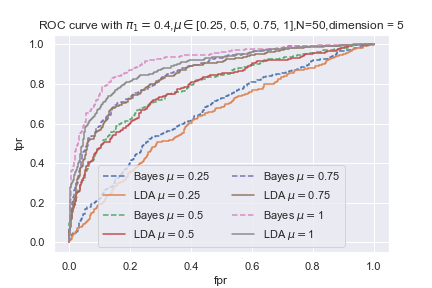 ROC curve with π₁ = 0.4,μ ∈ [0.25, 0.5, 0.75, 1],N=50,dimension = 5
tpr
1.0
0.8
0.6
0.4
0.2
0.0
Bayes μ = 0.25
LDA μ = 0.25
Bayes μ = 0.5
LDA μ = 0.5
Bayes μ = 0.75
LDA μ = 0.75
Bayes μ = 1
LDA μ = 1
0.0 0.2 0.4 0.6 0.8 1.0
fpr